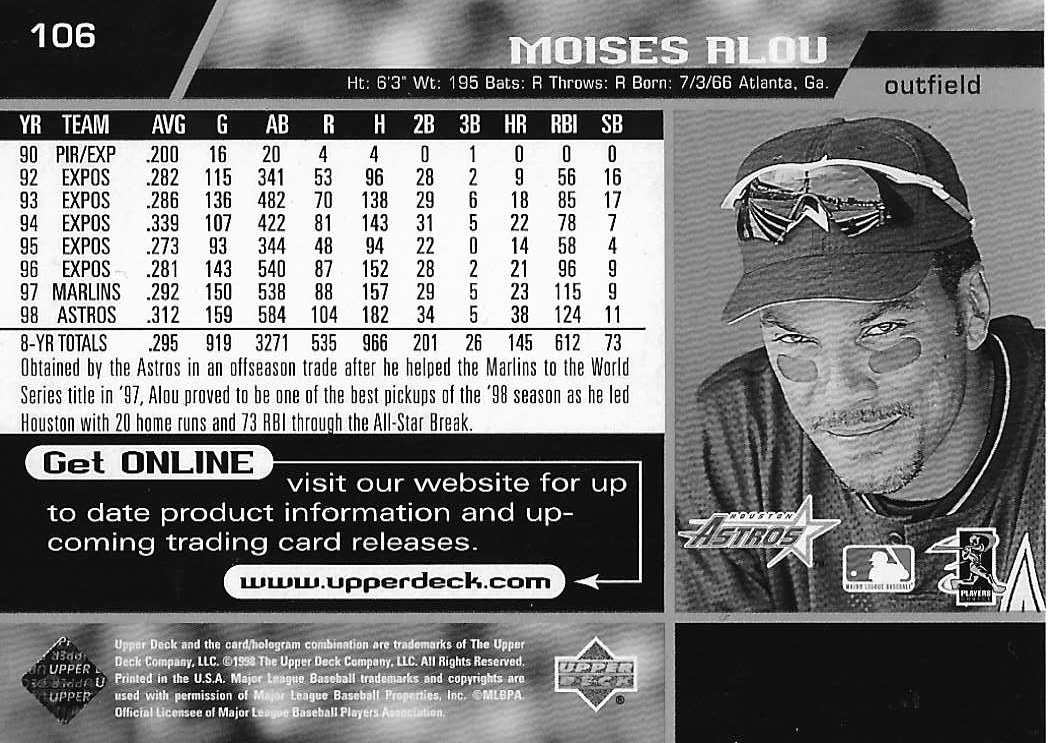 106
MOISES ALOU
Ht: 6'3" Wt: 195 Bats: R Throws: R Born: 7/3/66 Atlanta, Ga.
outfield
YR TEAM AVG G AB R H 2B 3B HR RBI SB
90 PIR/EXP .200 16 20 4 4 0 1 0 0 0
92 EXPOS .282 115 341 53 96 28 2 9 56 16
93 EXPOS .286 136 482 70 138 29 6 18 85 17
94 EXPOS .339 107 422 81 143 31 5 22 78 7
95 EXPOS .273 93 344 48 94 22 0 14 58 4
96 EXPOS .281 143 540 87 152 28 2 21 96 9
97 MARLINS .292 150 538 88 157 29 5 23 115 9
98 ASTROS .312 159 584 104 182 34 5 38 124 11
8-YR TOTALS .295 919 3271 535 966 201 26 145 612 73
Obtained by the Astros in an offseason trade after he helped the Marlins to the World
Series title in '97, Alou proved to be one of the best pickups of the '98 season as he led
Houston with 20 home runs and 73 RBI through the All-Star Break.
Get ONLINE
visit our website for up
to date product information and up-
coming trading card releases.
www.upperdeck.com
HOUSTON
ASTROS
MAJOR LEAGUE BASEBALL
PLAYERS
CHOICE
UPPER
UPPER
Upper Deck and the card/hologram combination are trademarks of The Upper
Deck Company, LLC. ©1998 The Upper Deck Company, LLC. All Rights Reserved.
Printed in the U.S.A. Major League Baseball trademarks and copyrights are
used with permission of Major League Baseball Properties, Inc. ©MLBPA.
Official Licensee of Major League Baseball Players Association.
UPPER
DECK
®